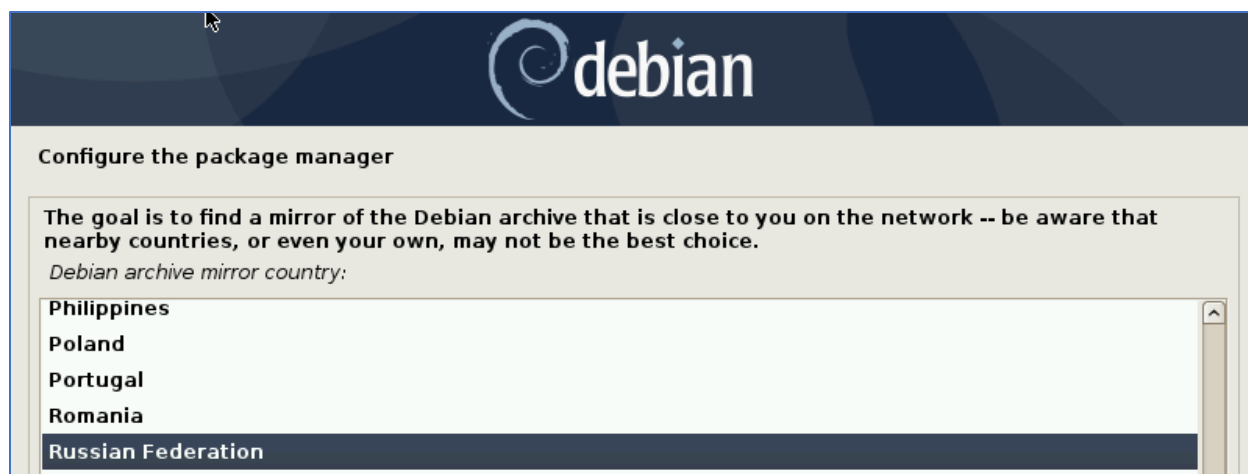 debian
Configure the package manager
The goal is to find a mirror of the Debian archive that is close to you on the network -- be aware that
nearby countries, or even your own, may not be the best choice.
Debian archive mirror country:
Philippines
Poland
Portugal
Romania
Russian Federation